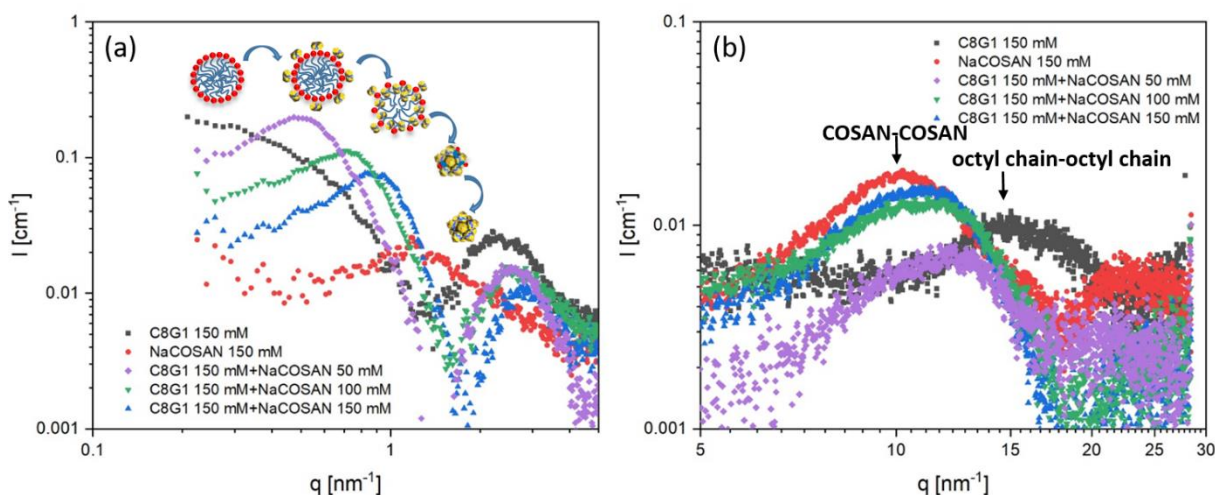 (a)
I [cm⁻¹]
1
0.1
0.01
0.001
C8G1 150 mM
NaCOSAN 150 mM
C8G1 150 mM+NaCOSAN 50 mM
C8G1 150 mM+NaCOSAN 100 mM
C8G1 150 mM+NaCOSAN 150 mM
0.1
1
q [nm⁻¹]
(b)
I [cm⁻¹]
0.1
0.01
0.001
C8G1 150 mM
NaCOSAN 150 mM
C8G1 150 mM+NaCOSAN 50 mM
C8G1 150 mM+NaCOSAN 100 mM
C8G1 150 mM+NaCOSAN 150 mM
COSAN-COSAN
octyl chain-octyl chain
5
10
15
20
25
30
q [nm⁻¹]